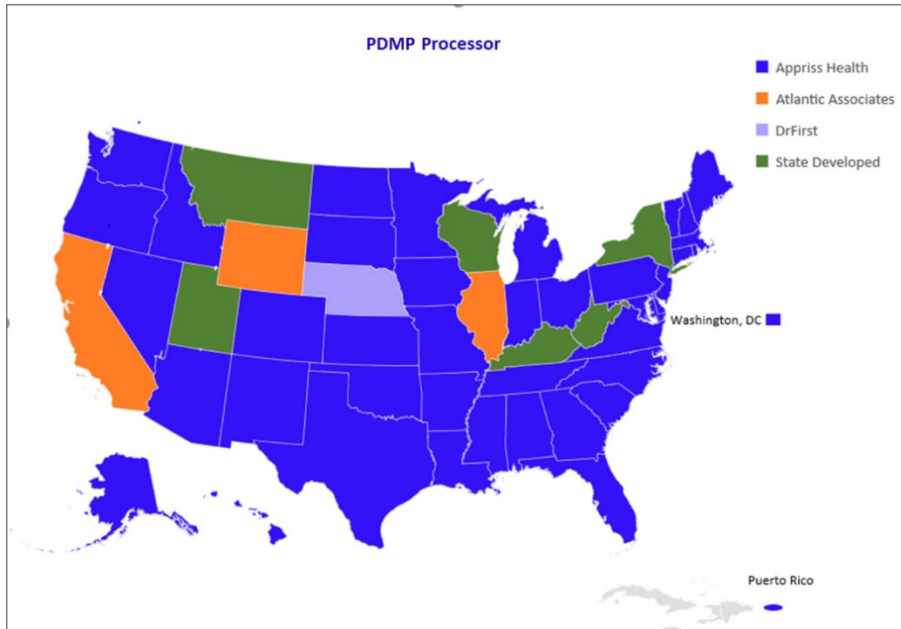 PDMP Processor
Appriss Health
Atlantic Associates
DrFirst
State Developed
Washington, DC
Puerto Rico